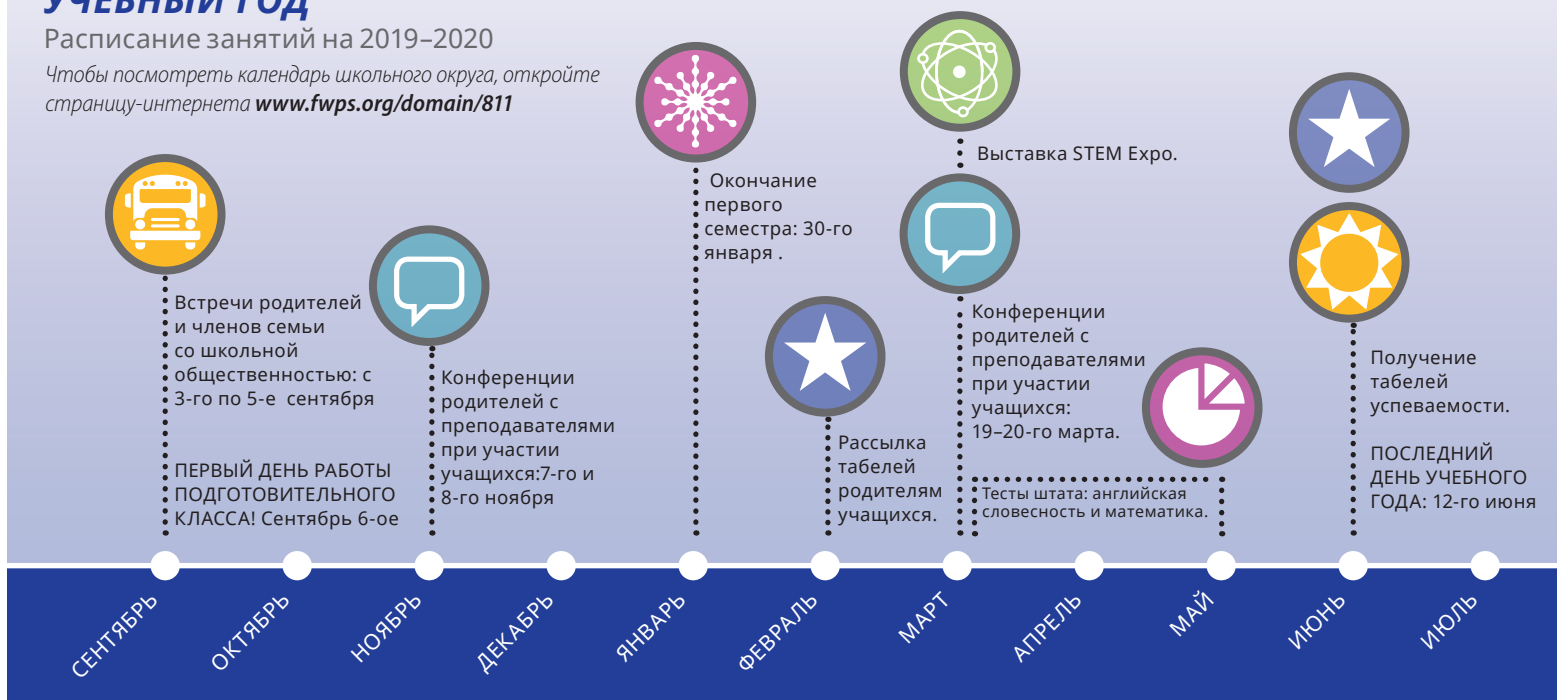 УЧЕБНЫЙ ГОД
Расписание занятий на 2019–2020
Чтобы посмотреть календарь школьного округа, откройте
страницу-интернета www.fwps.org/domain/811
Встречи родителей
и членов семьи
со школьной
общественностью: с
3-го по 5-е сентября
ПЕРВЫЙ ДЕНЬ РАБОТЫ
ПОДГОТОВИТЕЛЬНОГО
КЛАССА! Сентябрь 6-ое
Конференции
родителей с
преподавателями
при участии
учащихся:7-го и
8-го ноября
Окончание
первого
семестра: 30-го
января .
Рассылка
табелей
родителям
учащихся.
Выставка STEM Expo.
Конференции
родителей с
преподавателями
при участии
учащихся:
19–20-го марта.
Тесты штата: английская
словесность и математика.
Получение
табелей
успеваемости.
ПОСЛЕДНИЙ
ДЕНЬ УЧЕБНОГО
ГОДА: 12-го июня
СЕНТЯБРЬ
ОКТЯБРЬ
НОЯБРЬ
ДЕКАБРЬ
ЯНВАРЬ
ФЕВРАЛЬ
МАРТ
АПРЕЛЬ
МАЙ
ИЮНЬ
ИЮЛЬ